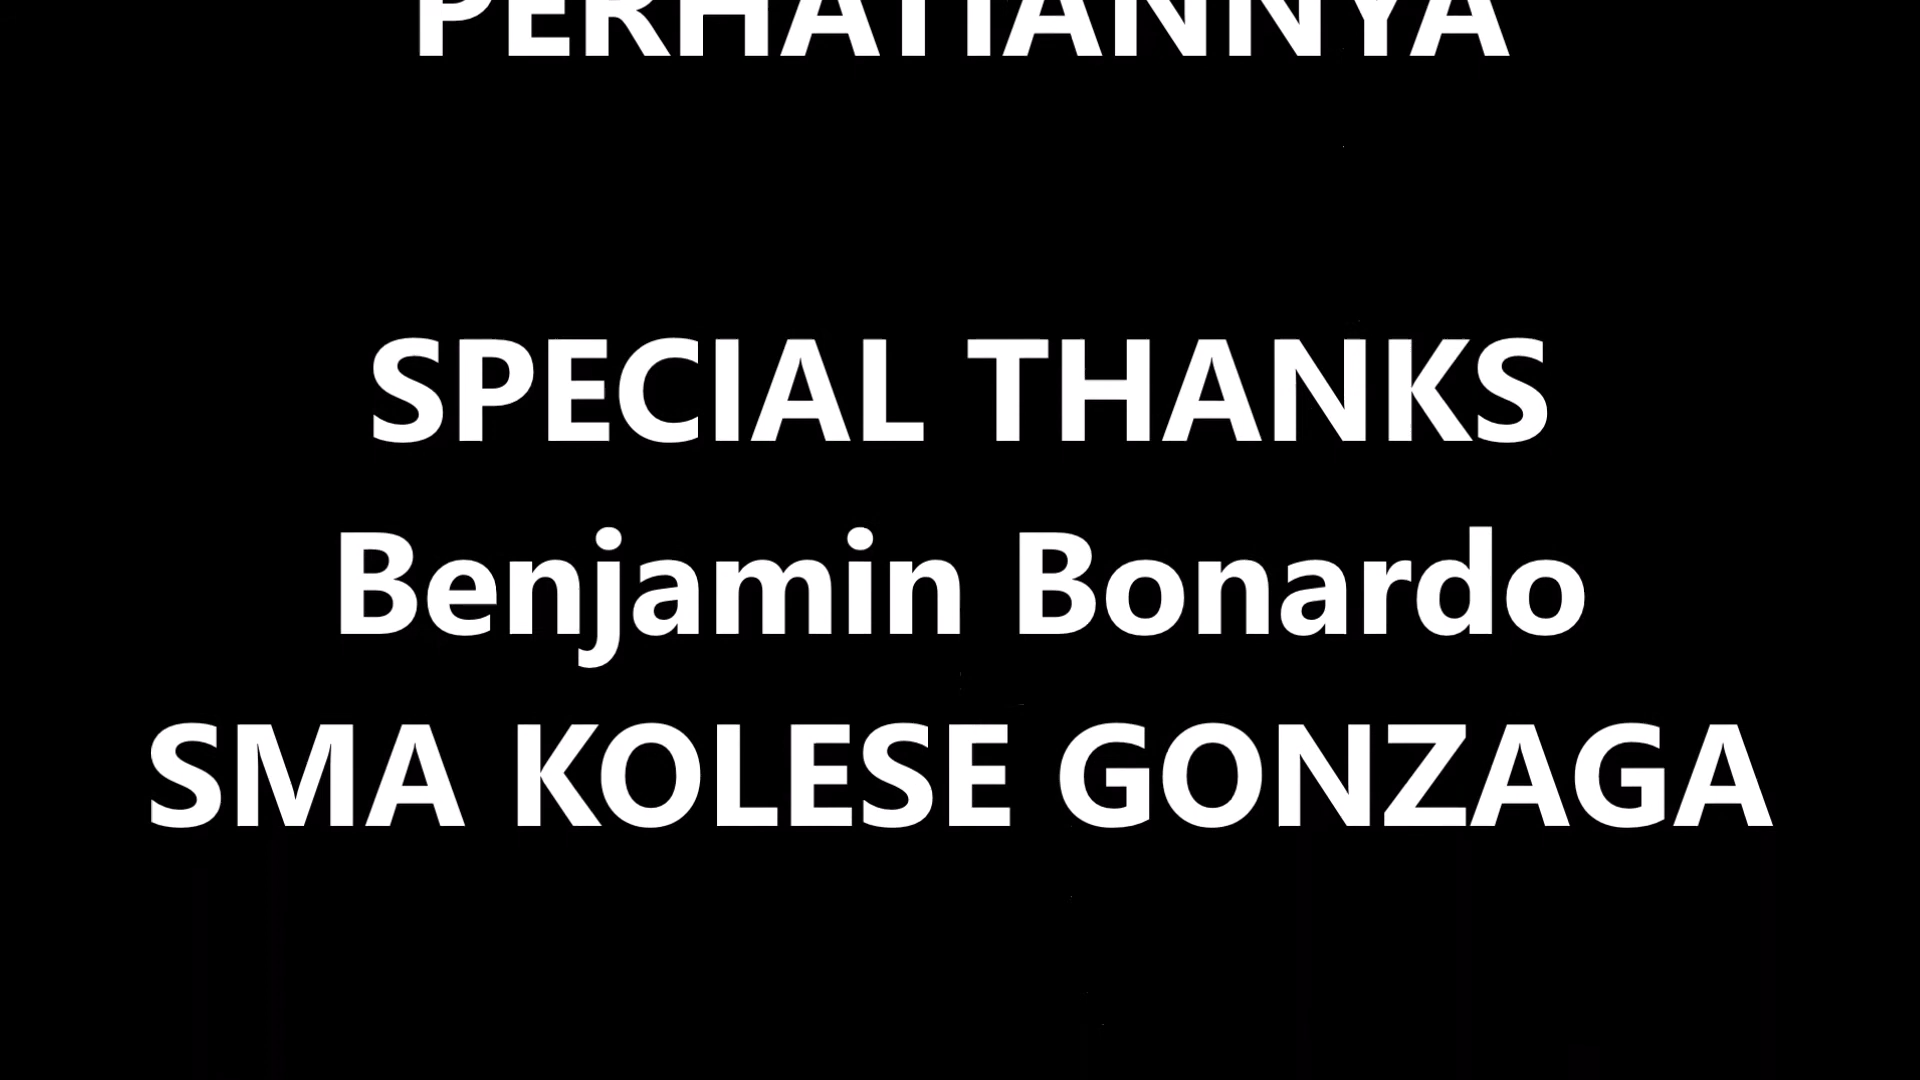 PERHATIANNYA
SPECIAL THANKS
Benjamin Bonardo
SMA KOLESE GONZAGA